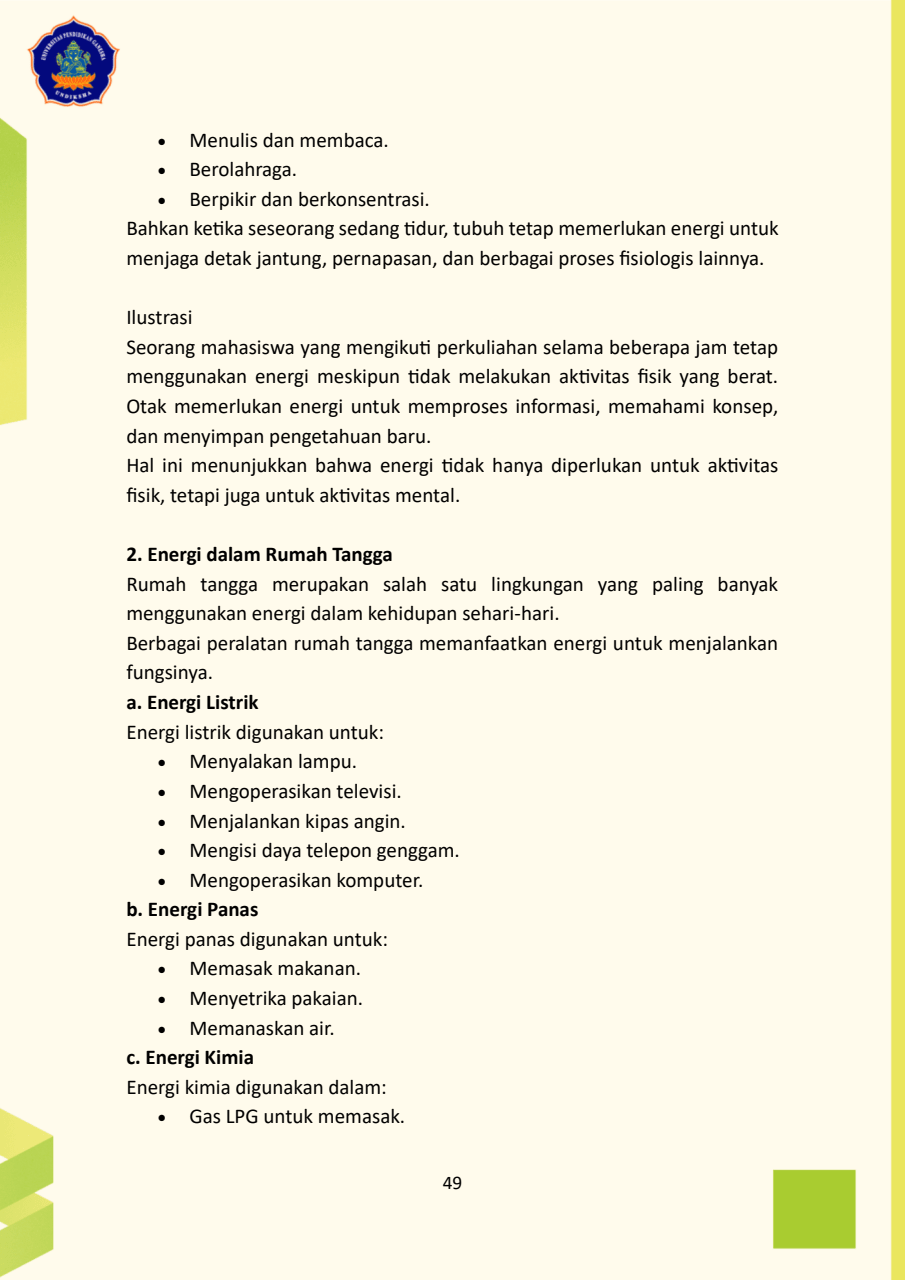 UNIVERSITAS PENDIDIKAN GANESHA
UNDIKSHA
• Menulis dan membaca.
• Berolahraga.
• Berpikir dan berkonsentrasi.
Bahkan ketika seseorang sedang tidur, tubuh tetap memerlukan energi untuk
menjaga detak jantung, pernapasan, dan berbagai proses fisiologis lainnya.
Ilustrasi
Seorang mahasiswa yang mengikuti perkuliahan selama beberapa jam tetap
menggunakan energi meskipun tidak melakukan aktivitas fisik yang berat.
Otak memerlukan energi untuk memproses informasi, memahami konsep,
dan menyimpan pengetahuan baru.
Hal ini menunjukkan bahwa energi tidak hanya diperlukan untuk aktivitas
fisik, tetapi juga untuk aktivitas mental.
2. Energi dalam Rumah Tangga
Rumah tangga merupakan salah satu lingkungan yang paling banyak
menggunakan energi dalam kehidupan sehari-hari.
Berbagai peralatan rumah tangga memanfaatkan energi untuk menjalankan
fungsinya.
a. Energi Listrik
Energi listrik digunakan untuk:
• Menyalakan lampu.
• Mengoperasikan televisi.
• Menjalankan kipas angin.
• Mengisi daya telepon genggam.
• Mengoperasikan komputer.
b. Energi Panas
Energi panas digunakan untuk:
• Memasak makanan.
• Menyetrika pakaian.
• Memanaskan air.
c. Energi Kimia
Energi kimia digunakan dalam:
• Gas LPG untuk memasak.
49